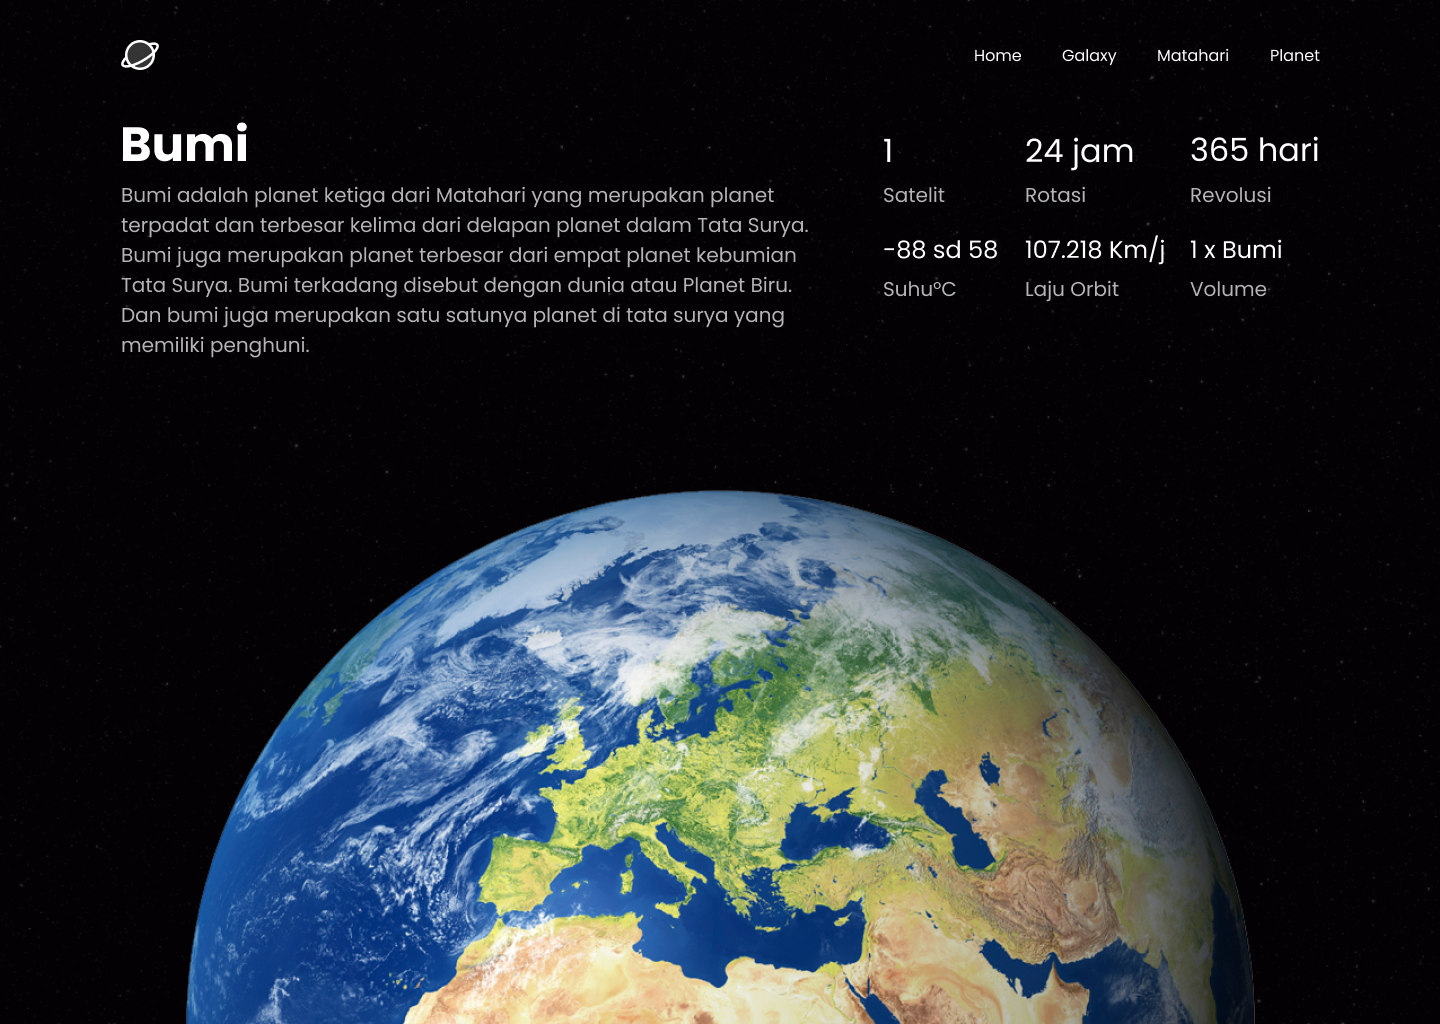 Home Galaxy Matahari Planet
Bumi
Bumi adalah planet ketiga dari Matahari yang merupakan planet
terpadat dan terbesar kelima dari delapan planet dalam Tata Surya.
Bumi juga merupakan planet terbesar dari empat planet kebumian
Tata Surya. Bumi terkadang disebut dengan dunia atau Planet Biru.
Dan bumi juga merupakan satu satunya planet di tata surya yang
memiliki penghuni.
1 24 jam 365 hari
Satelit Rotasi Revolusi
-88 sd 58 107.218 Km/j 1 x Bumi
Suhu°C Laju Orbit Volume